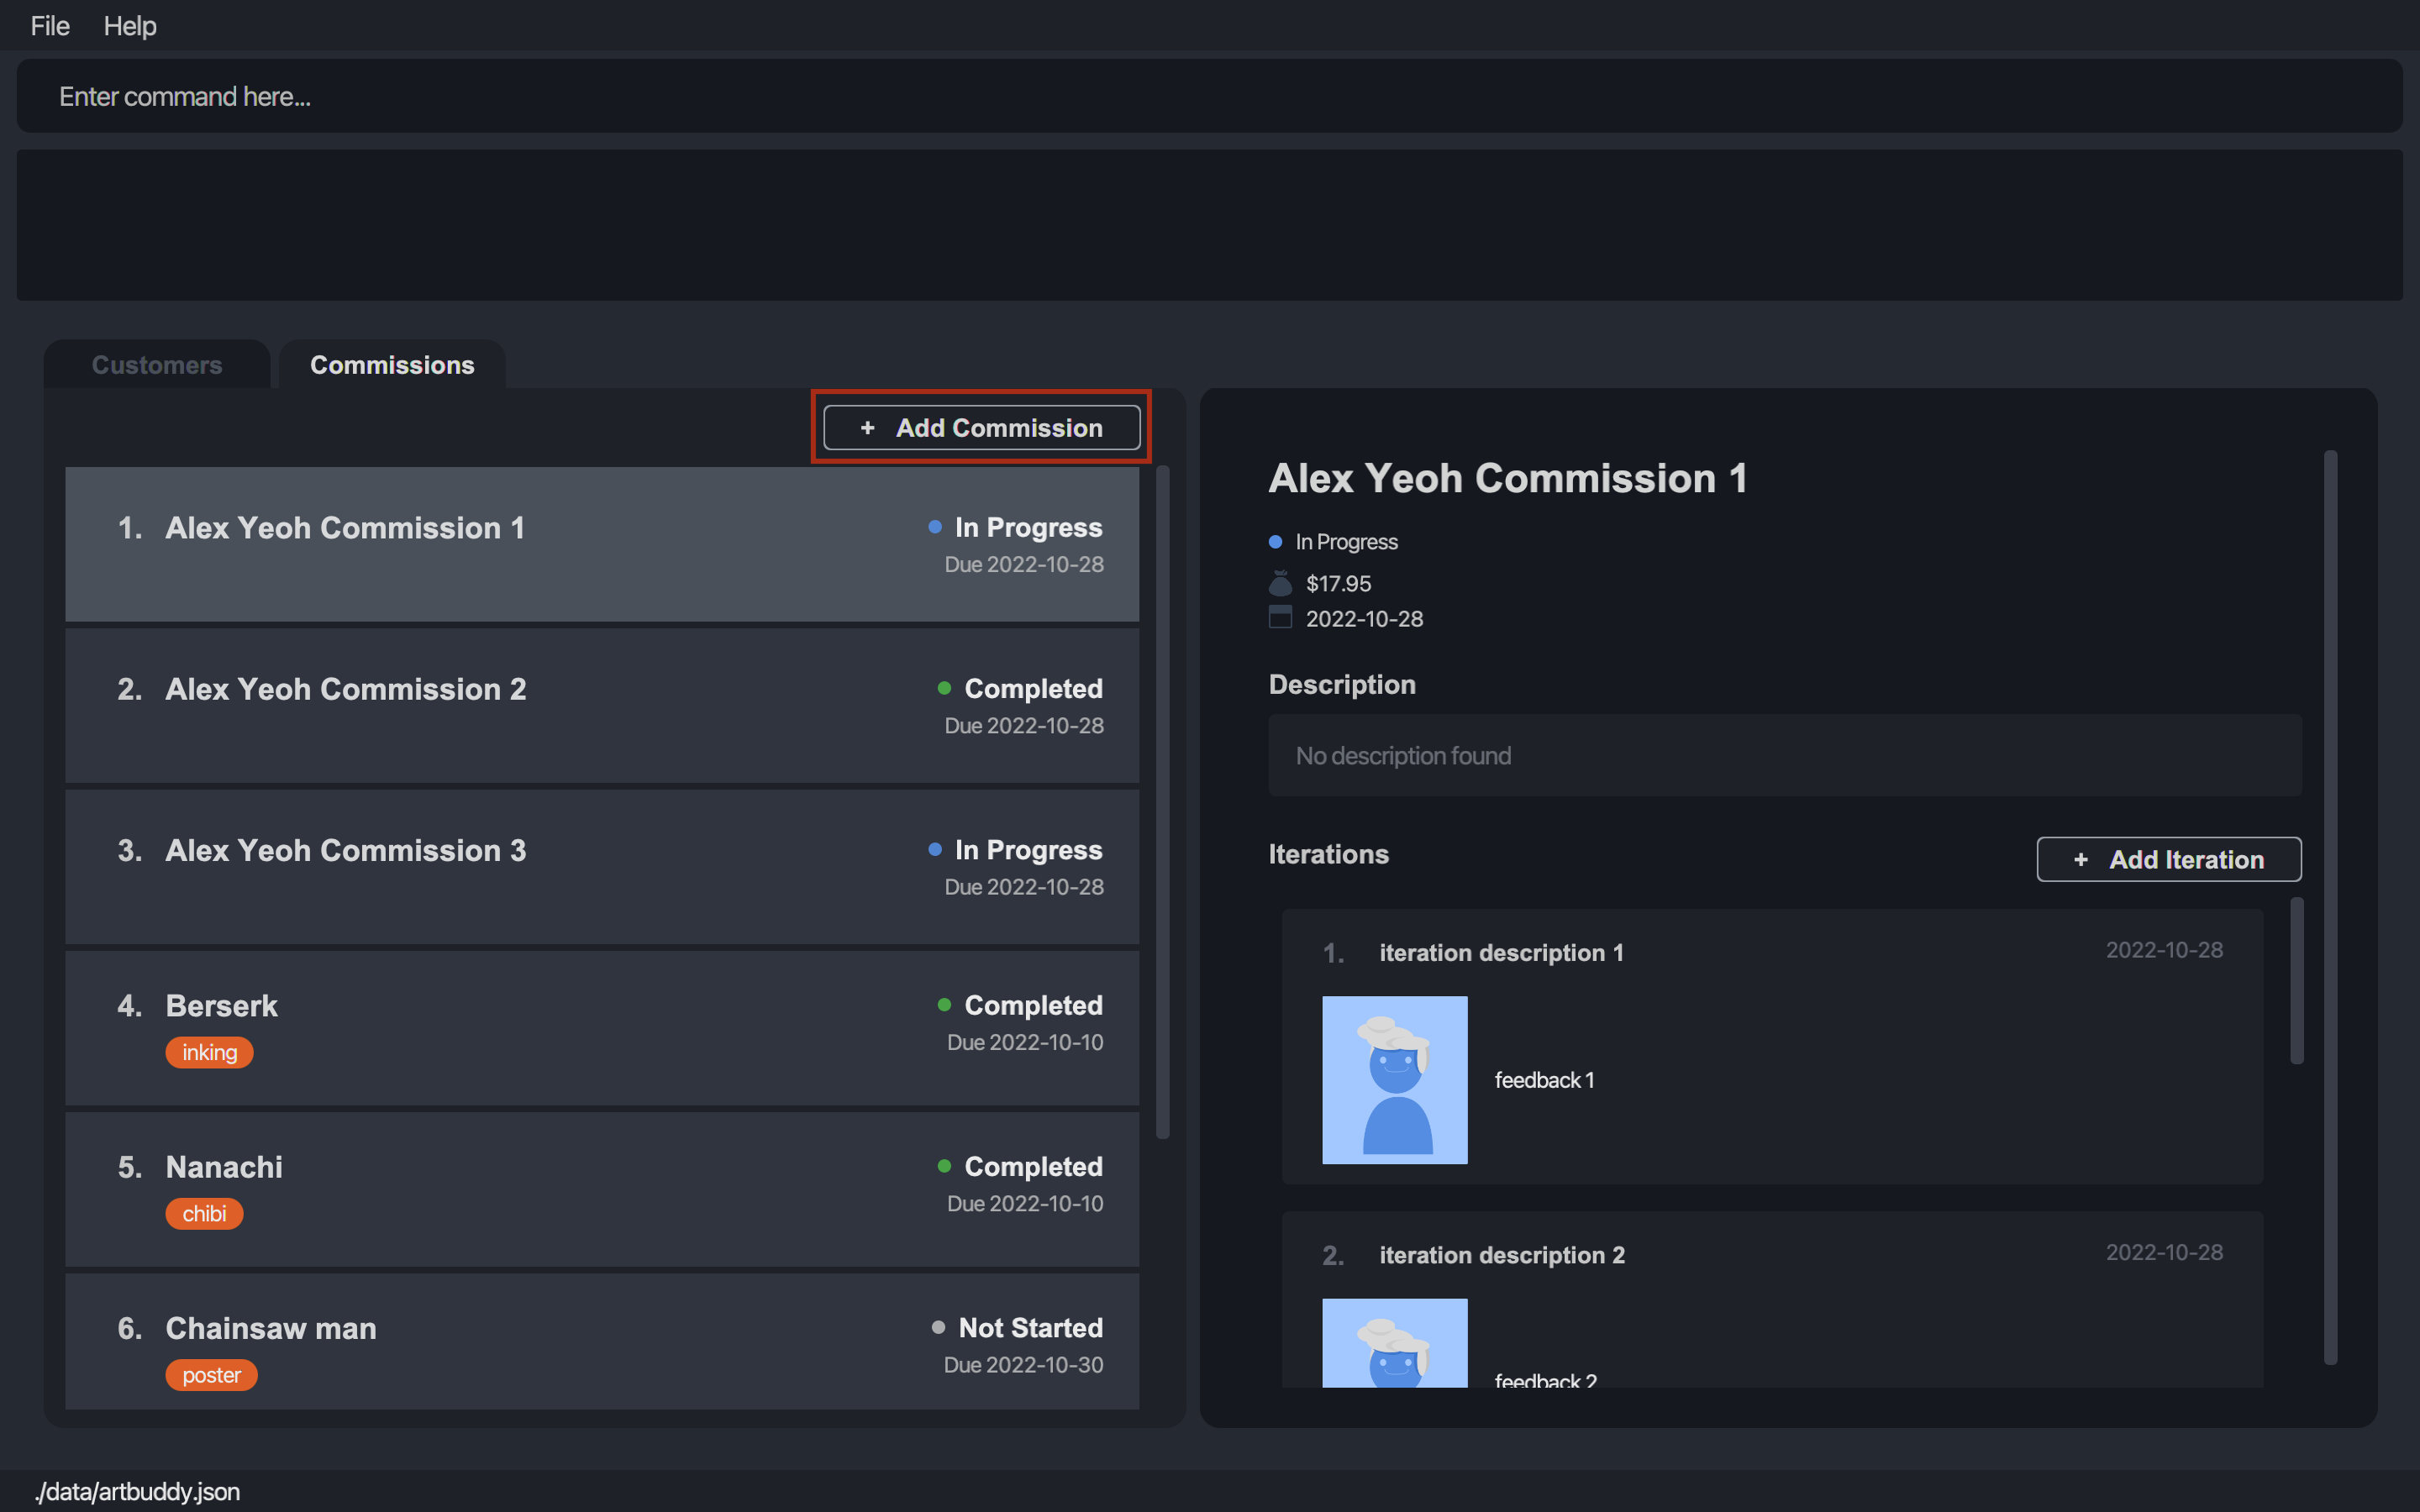 File Help
Enter command here...
Customers Commissions
+ Add Commission
1. Alex Yeoh Commission 1
In Progress
Due 2022-10-28
2. Alex Yeoh Commission 2
Completed
Due 2022-10-28
3. Alex Yeoh Commission 3
In Progress
Due 2022-10-28
4. Berserk
inking
Completed
Due 2022-10-10
5. Nanachi
chibi
Completed
Due 2022-10-10
6. Chainsaw man
poster
Not Started
Due 2022-10-30
Alex Yeoh Commission 1
In Progress
$17.95
2022-10-28
Description
No description found
Iterations
+ Add Iteration
1. iteration description 1
2022-10-28
feedback 1
2. iteration description 2
2022-10-28
feedback 2
./data/artbuddy.json